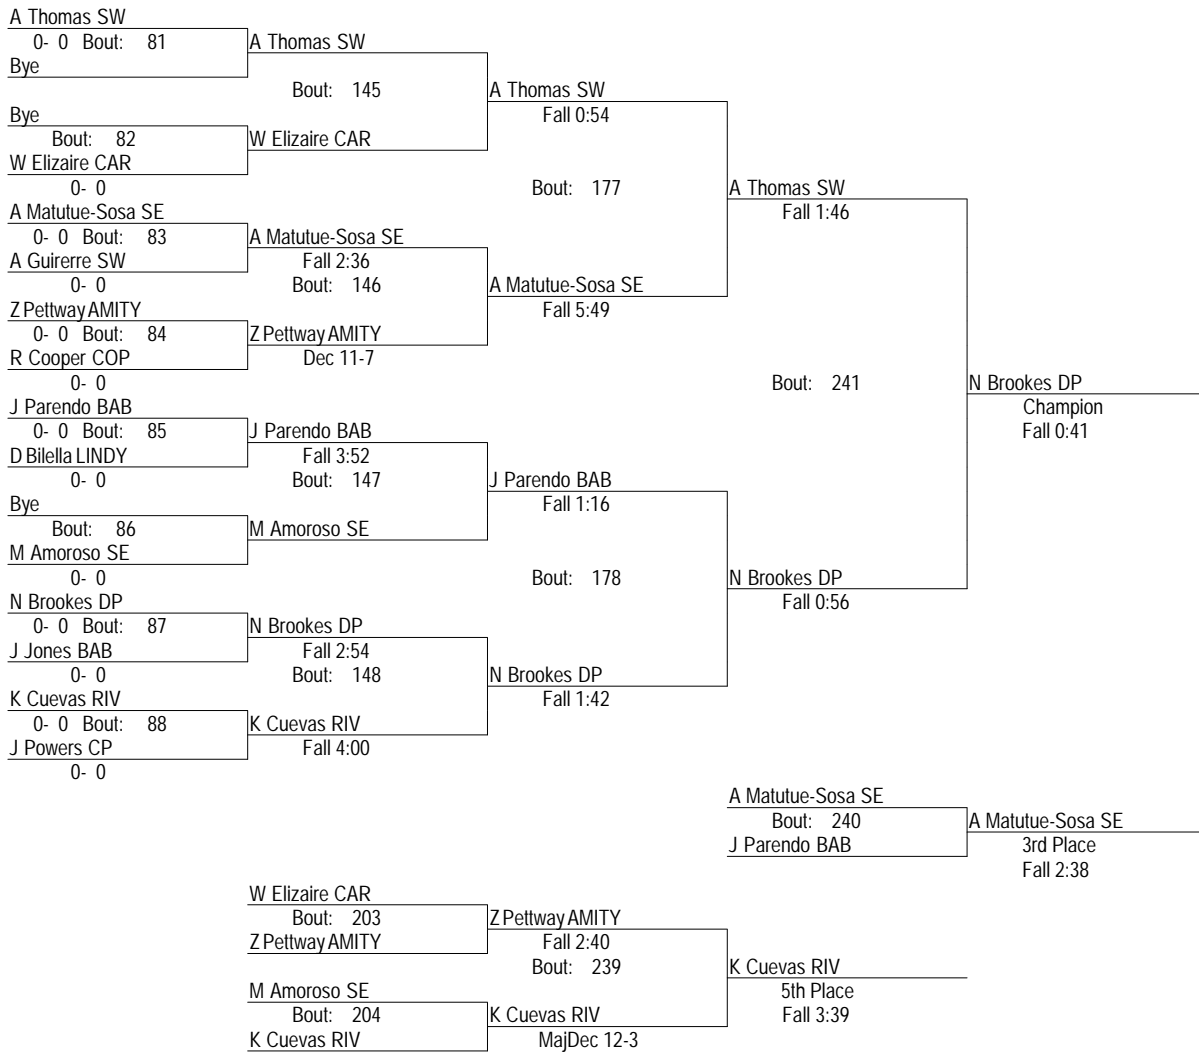 A Thomas SW
0- 0 Bout: 81 A Thomas SW
Bye
Bout: 145 A Thomas SW
Bye Fall 0:54
Bout: 82 W Elizaire CAR
W Elizaire CAR
0- 0 Bout: 177 A Thomas SW
A Matutue-Sosa SE Fall 1:46
0- 0 Bout: 83 A Matutue-Sosa SE
A Guirerre SW Fall 2:36
0- 0 Bout: 146 A Matutue-Sosa SE
Z Pettway AMITY Fall 5:49
0- 0 Bout: 84 Z Pettway AMITY
R Cooper COP Dec 11-7
0- 0 Bout: 241 N Brookes DP
J Parendo BAB Champion
0- 0 Bout: 85 J Parendo BAB Fall 0:41
D Bilella LINDY Fall 3:52
0- 0 Bout: 147 J Parendo BAB
Bye Fall 1:16
Bout: 86 M Amoroso SE
M Amoroso SE
0- 0 Bout: 178 N Brookes DP
N Brookes DP Fall 0:56
0- 0 Bout: 87 N Brookes DP
J Jones BAB Fall 2:54
0- 0 Bout: 148 N Brookes DP
K Cuevas RIV Fall 1:42
0- 0 Bout: 88 K Cuevas RIV
J Powers CP Fall 4:00
0- 0
A Matutue-Sosa SE
Bout: 240 A Matutue-Sosa SE
J Parendo BAB 3rd Place
Fall 2:38
W Elizaire CAR
Bout: 203 Z Pettway AMITY
Z Pettway AMITY Fall 2:40
Bout: 239 K Cuevas RIV
M Amoroso SE 5th Place
Bout: 204 K Cuevas RIV Fall 3:39
K Cuevas RIV MajDec 12-3